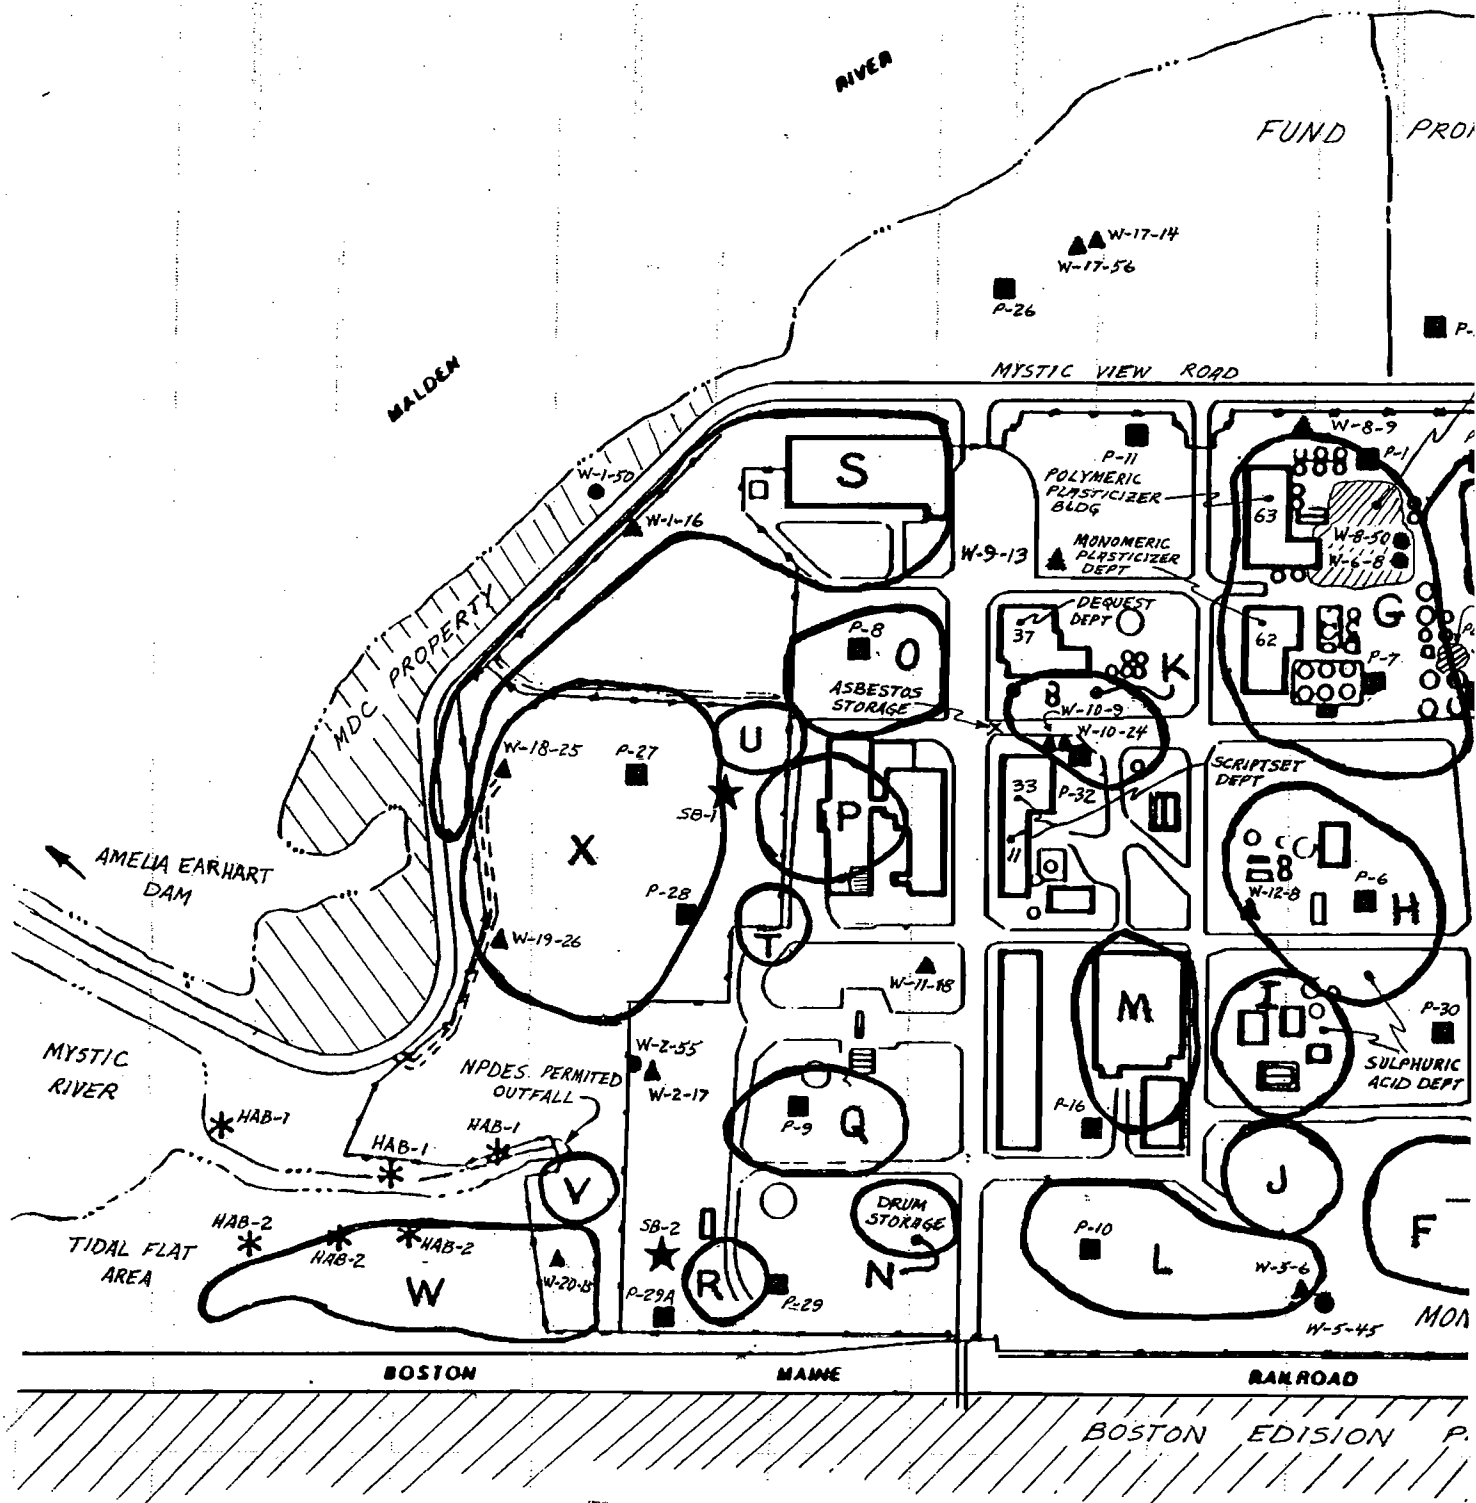 RIVER
FUND PRO
W-17-14
W-17-56
P-26
P-
MALDEN
MYSTIC VIEW ROAD
W-8-9
P-11
P-1
S
W-1-50
POLYMERIC
PLASTICIZER
BLDG
63
W-1-16
W-9-13
MONOMERIC
PLASTICIZER
DEPT
W-8-50
W-6-8
MDC PROPERTY
P-8
O
DEQUEST
DEPT
37
62
G
P-7
K
ASBESTOS
STORAGE
W-10-9
W-10-24
U
W-18-25
P-27
SB-1
SCRIPTSET
DEPT
33
P-32
11
P
X
AMELIA EARHART
DAM
P-28
W-12-8
P-6
H
W-19-26
T
W-11-18
M
I
P-30
MYSTIC
RIVER
W-2-55
W-2-17
NPDES. PERMITED
OUTFALL
SULPHURIC
ACID DEPT
HAB-1
HAB-1
HAB-1
P-9
Q
P-16
V
J
DRUM
STORAGE
N
HAB-2
HAB-2
HAB-2
TIDAL FLAT
AREA
W
W-20-13
SB-2
P-29A
R
P-29
P-10
L
W-5-6
W-5-45
F
MON
BOSTON MAINE RAILROAD
BOSTON EDISION P.